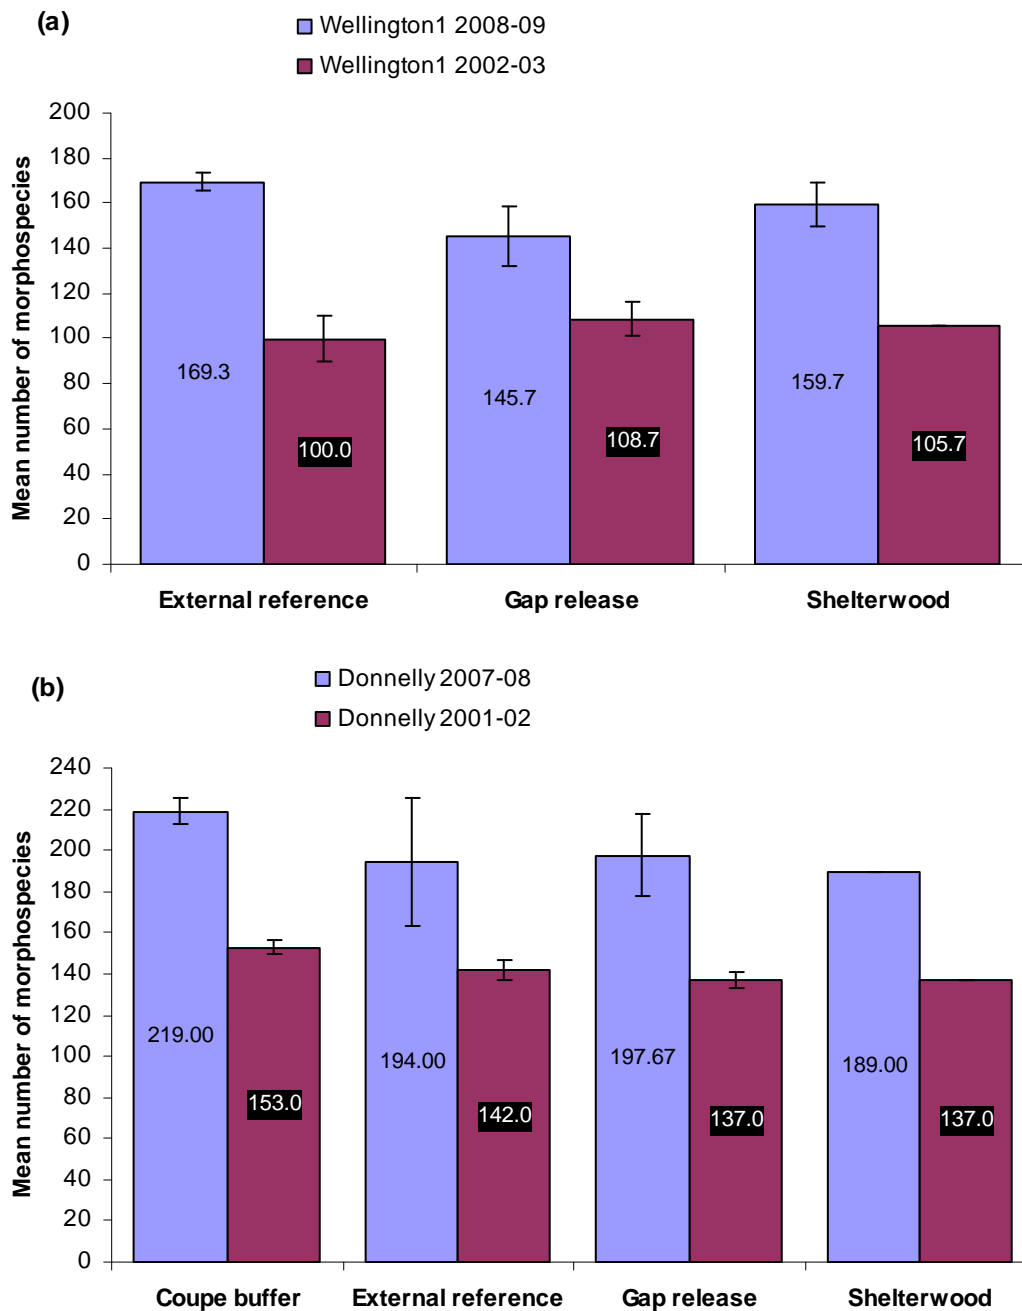 (a)
Wellington1 2008-09
Wellington1 2002-03
Mean number of morphospecies
200
180
160
140
120
100
80
60
40
20
0
169.3
100.0
145.7
108.7
159.7
105.7
External reference
Gap release
Shelterwood
(b)
Donnelly 2007-08
Donnelly 2001-02
Mean number of morphospecies
240
220
200
180
160
140
120
100
80
60
40
20
0
219.00
153.0
194.00
142.0
197.67
137.0
189.00
137.0
Coupe buffer
External reference
Gap release
Shelterwood